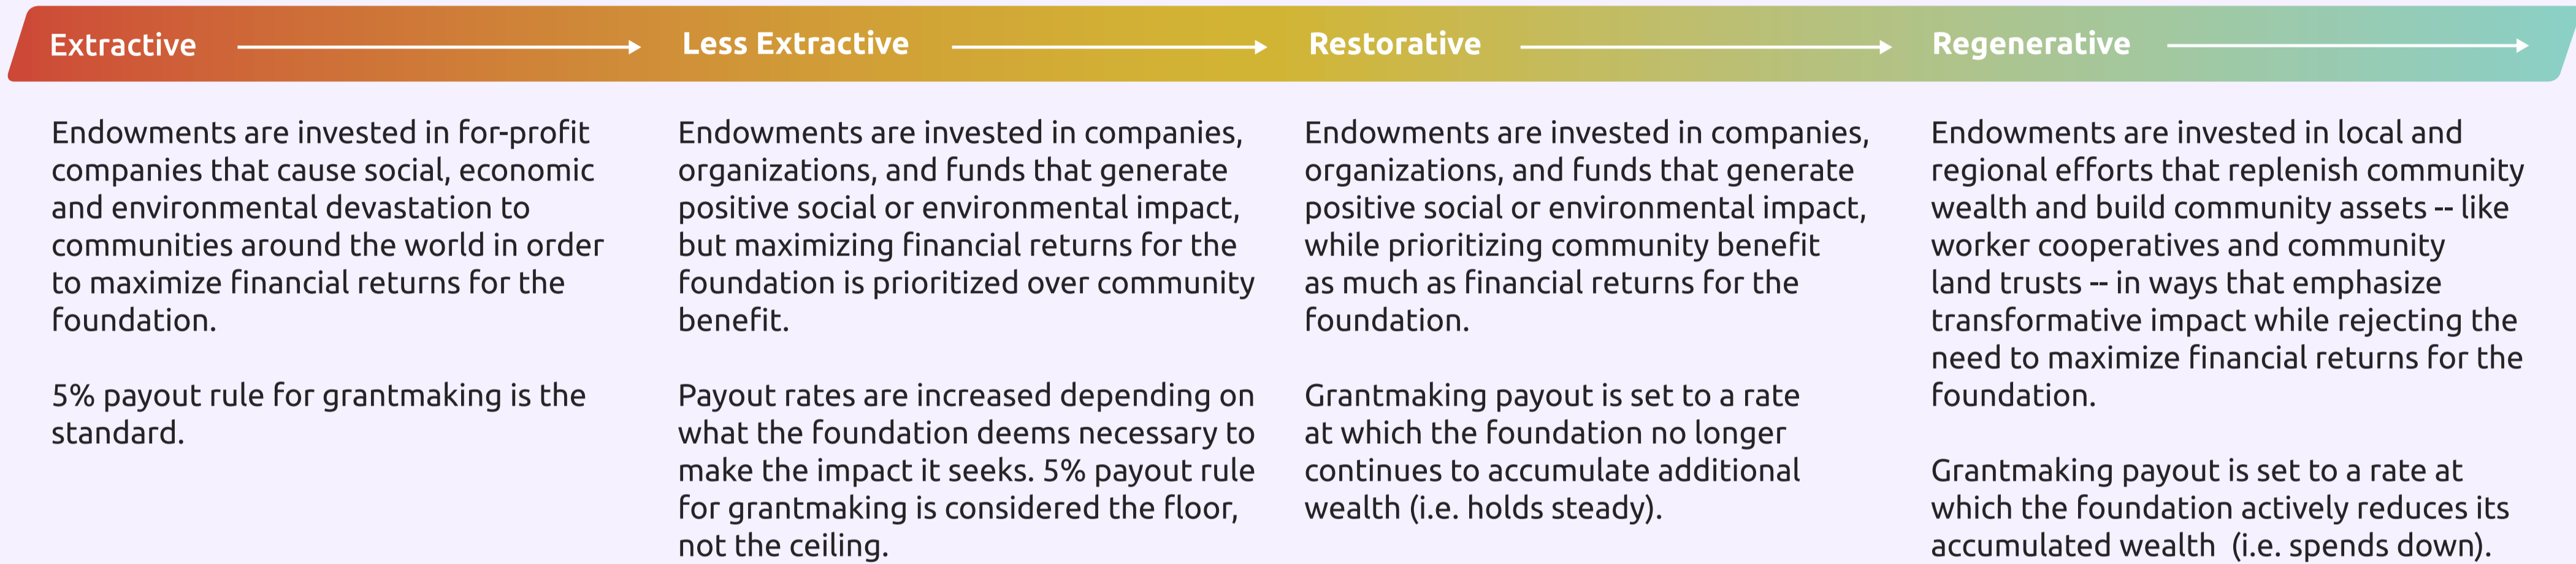 Extractive
Less Extractive
Restorative
Regenerative
Endowments are invested in for-profit
companies that cause social, economic
and environmental devastation to
communities around the world in order
to maximize financial returns for the
foundation.
5% payout rule for grantmaking is the
standard.
Endowments are invested in companies,
organizations, and funds that generate
positive social or environmental impact,
but maximizing financial returns for the
foundation is prioritized over community
benefit.
Payout rates are increased depending on
what the foundation deems necessary to
make the impact it seeks. 5% payout rule
for grantmaking is considered the floor,
not the ceiling.
Endowments are invested in companies,
organizations, and funds that generate
positive social or environmental impact,
while prioritizing community benefit
as much as financial returns for the
foundation.
Grantmaking payout is set to a rate
at which the foundation no longer
continues to accumulate additional
wealth (i.e. holds steady).
Endowments are invested in local and
regional efforts that replenish community
wealth and build community assets -- like
worker cooperatives and community
land trusts -- in ways that emphasize
transformative impact while rejecting the
need to maximize financial returns for the
foundation.
Grantmaking payout is set to a rate at
which the foundation actively reduces its
accumulated wealth (i.e. spends down).